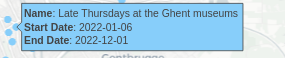 Name: Late Thursdays at the Ghent museums
Start Date: 2022-01-06
End Date: 2022-12-01